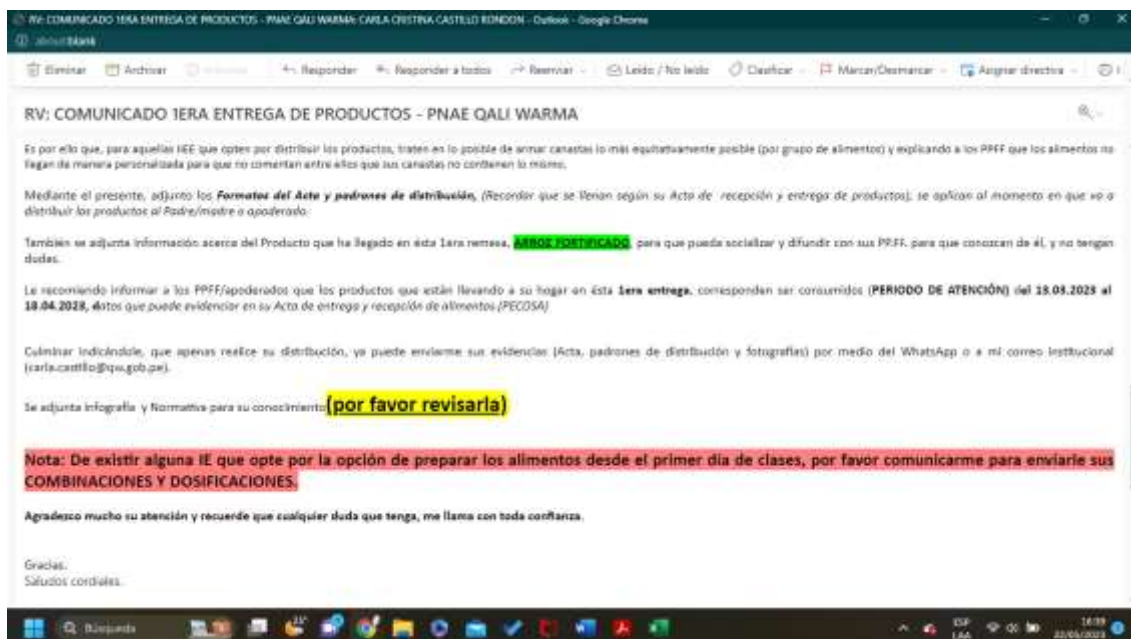 RV: COMUNICADO 1ERA ENTREGA DE PRODUCTOS - PNAE QALI WARMA: CARLA CRISTINA CASTILLO RONDON - Outlook - Google Chrome
about:blank
Eliminar Archivar Responder Responder a todos Reenviar Leído / No leído Clasificar Marcar/Desmarcar Asignar directiva
RV: COMUNICADO 1ERA ENTREGA DE PRODUCTOS - PNAE QALI WARMA
Es por ello que, para aquellas IIEE que opten por distribuir los productos, traten en lo posible de armar canastas lo más equitativamente posible (por grupo de alimentos) y explicando a los PPFF que los alimentos no
llegan de manera personalizada para que no comentan entre ellos que sus canastas no contienen lo mismo.
Mediante el presente, adjunto los Formatos del Acta y padrones de distribución, (Recordar que se llenan según su Acta de recepción y entrega de productos), se aplican al momento en que va a
distribuir los productos al Padre/madre o apoderado.
También se adjunta información acerca del Producto que ha llegado en ésta 1era remesa, ARROZ FORTIFICADO, para que pueda socializar y difundir con sus PP.FF. para que conozcan de él, y no tengan
dudas.
Le recomiendo informar a los PPFF/apoderados que los productos que están llevando a su hogar en ésta 1era entrega, corresponden ser consumidos (PERIODO DE ATENCIÓN) del 13.03.2023 al
18.04.2023, datos que puede evidenciar en su Acta de entrega y recepción de alimentos (PECOSA)
Culminar indicándole, que apenas realice su distribución, ya puede enviarme sus evidencias (Acta, padrones de distribución y fotografías) por medio del WhatsApp o a mi correo institucional
(carla.castillo@qw.gob.pe).
Se adjunta infografía y Normativa para su conocimiento (por favor revisarla)
Nota: De existir alguna IE que opte por la opción de preparar los alimentos desde el primer día de clases, por favor comunicarme para enviarle sus
COMBINACIONES Y DOSIFICACIONES.
Agradezco mucho su atención y recuerde que cualquier duda que tenga, me llama con toda confianza.
Gracias.
Saludos cordiales.
Búsqueda 21° ESP 16:39
LAA 22/05/2023